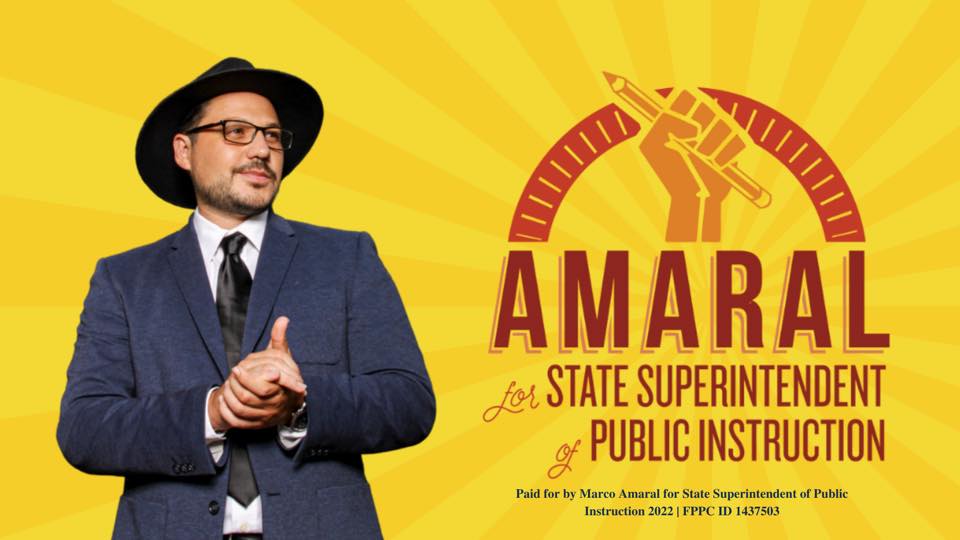 AMARAL
for STATE SUPERINTENDENT
of PUBLIC INSTRUCTION
Paid for by Marco Amaral for State Superintendent of Public
Instruction 2022 | FPPC ID 1437503